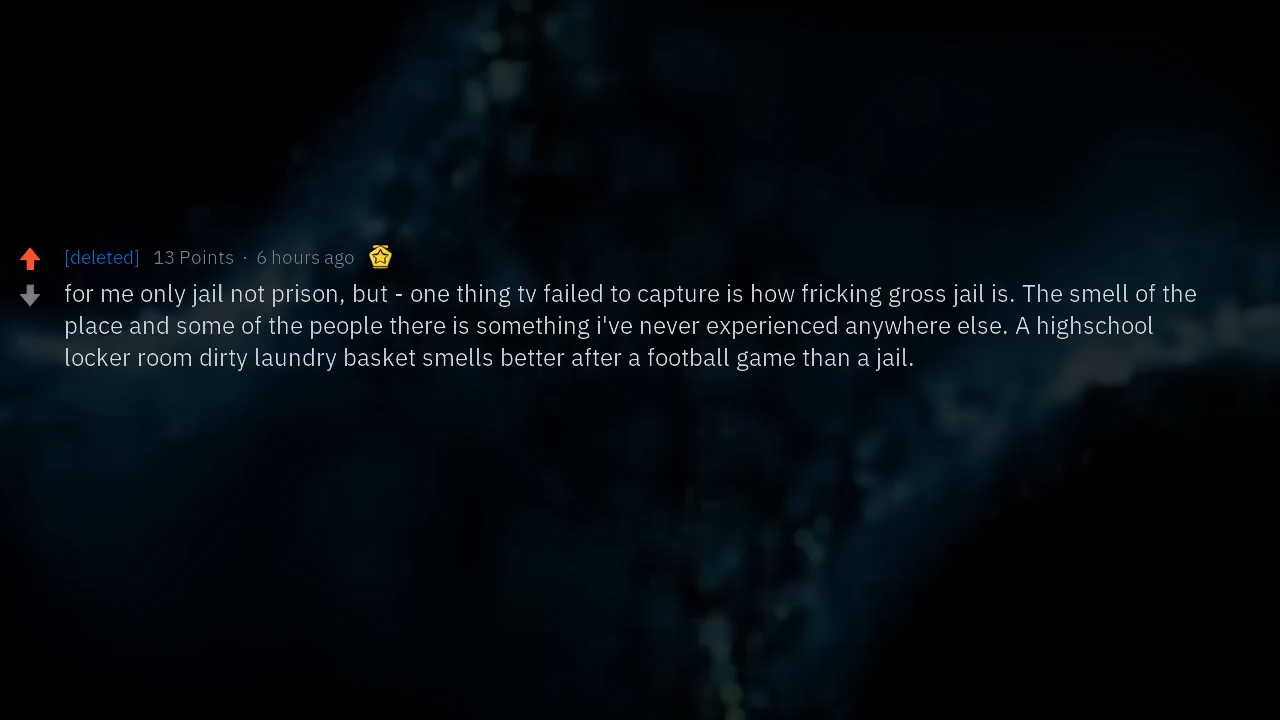 [deleted] 13 Points · 6 hours ago
for me only jail not prison, but - one thing tv failed to capture is how fricking gross jail is. The smell of the
place and some of the people there is something i've never experienced anywhere else. A highschool
locker room dirty laundry basket smells better after a football game than a jail.